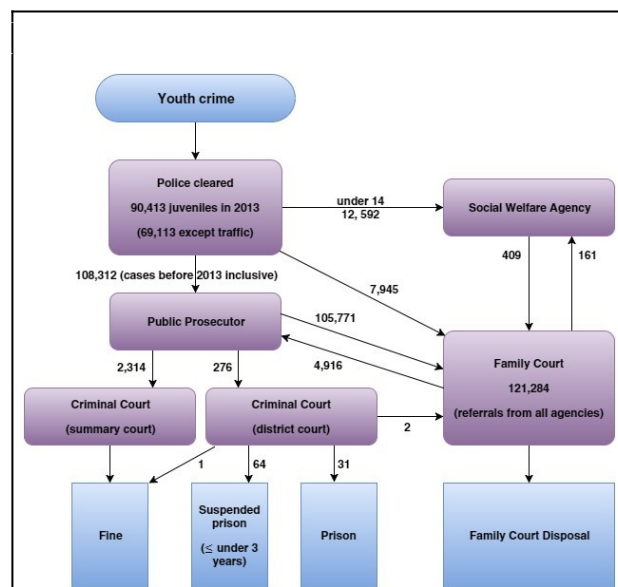 Youth crime
Police cleared
90,413 juveniles in 2013
(69,113 except traffic)
under 14
12, 592
Social Welfare Agency
108,312 (cases before 2013 inclusive)
7,945
409
161
Public Prosecutor
105,771
4,916
Family Court
121,284
(referrals from all agencies)
2,314
276
Criminal Court
(summary court)
Criminal Court
(district court)
2
1
64
31
Fine
Suspended
prison
(≤ under 3
years)
Prison
Family Court Disposal